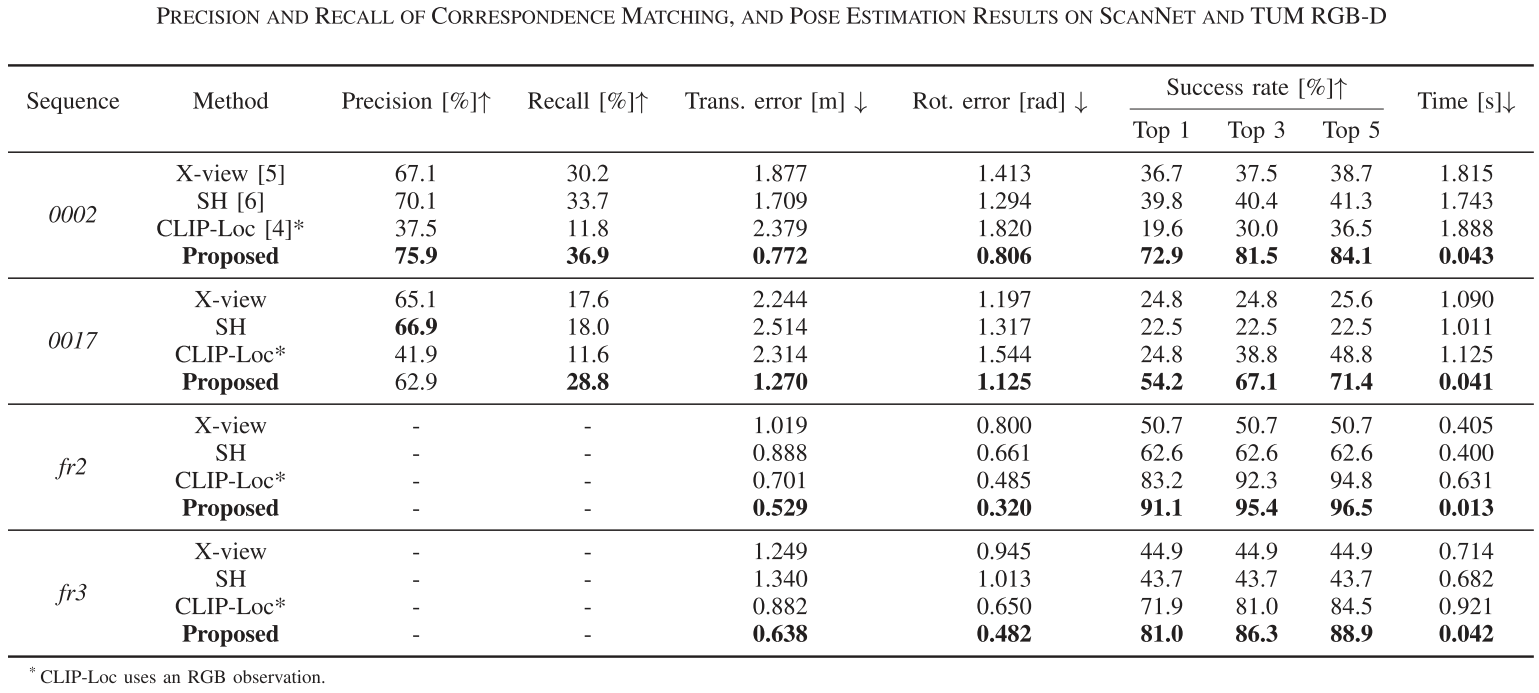 PRECISION AND RECALL OF CORRESPONDENCE MATCHING, AND POSE ESTIMATION RESULTS ON SCANNET AND TUM RGB-D
Sequence Method Precision [%]↑ Recall [%]↑ Trans. error [m] ↓ Rot. error [rad] ↓ Success rate [%]↑ Time [s]↓
Top 1 Top 3 Top 5
0002
X-view [5] 67.1 30.2 1.877 1.413 36.7 37.5 38.7 1.815
SH [6] 70.1 33.7 1.709 1.294 39.8 40.4 41.3 1.743
CLIP-Loc [4]* 37.5 11.8 2.379 1.820 19.6 30.0 36.5 1.888
Proposed 75.9 36.9 0.772 0.806 72.9 81.5 84.1 0.043
0017
X-view 65.1 17.6 2.244 1.197 24.8 24.8 25.6 1.090
SH 66.9 18.0 2.514 1.317 22.5 22.5 22.5 1.011
CLIP-Loc* 41.9 11.6 2.314 1.544 24.8 38.8 48.8 1.125
Proposed 62.9 28.8 1.270 1.125 54.2 67.1 71.4 0.041
fr2
X-view - - 1.019 0.800 50.7 50.7 50.7 0.405
SH - - 0.888 0.661 62.6 62.6 62.6 0.400
CLIP-Loc* - - 0.701 0.485 83.2 92.3 94.8 0.631
Proposed - - 0.529 0.320 91.1 95.4 96.5 0.013
fr3
X-view - - 1.249 0.945 44.9 44.9 44.9 0.714
SH - - 1.340 1.013 43.7 43.7 43.7 0.682
CLIP-Loc* - - 0.882 0.650 71.9 81.0 84.5 0.921
Proposed - - 0.638 0.482 81.0 86.3 88.9 0.042
* CLIP-Loc uses an RGB observation.